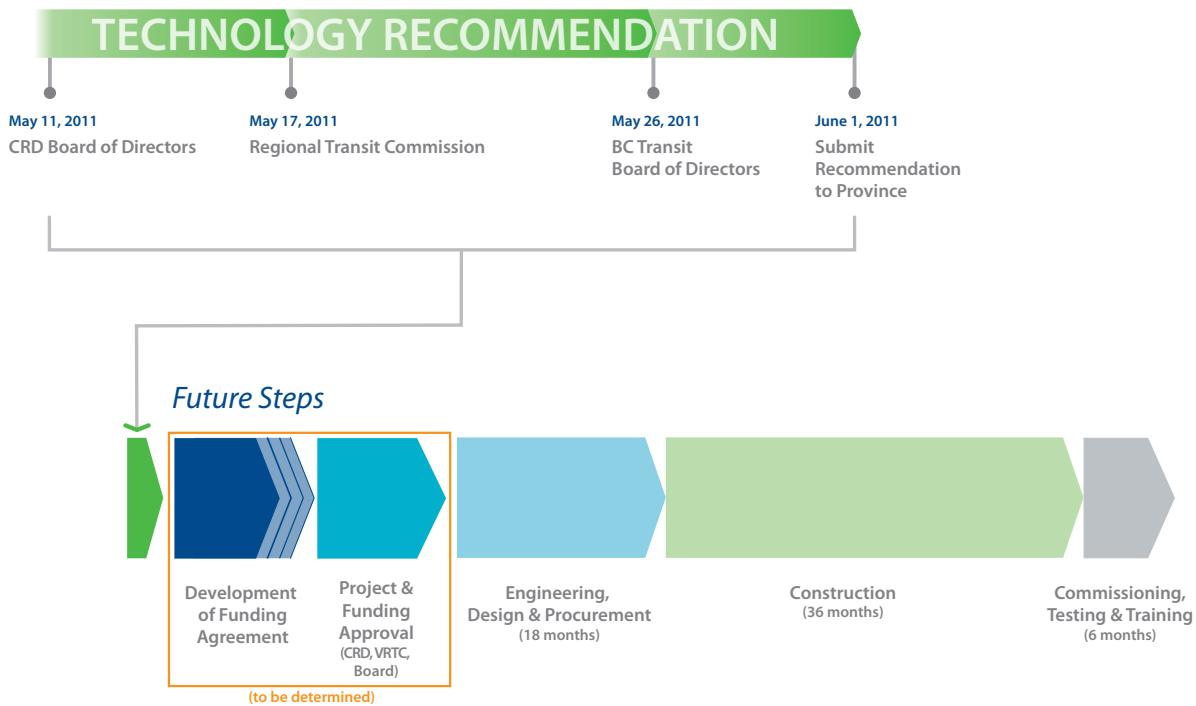 TECHNOLOGY RECOMMENDATION
May 11, 2011
CRD Board of Directors
May 17, 2011
Regional Transit Commission
May 26, 2011
BC Transit
Board of Directors
June 1, 2011
Submit
Recommendation
to Province
Future Steps
Development
of Funding
Agreement
Project &
Funding
Approval
(CRD, VRTC,
Board)
(to be determined)
Engineering,
Design & Procurement
(18 months)
Construction
(36 months)
Commissioning,
Testing & Training
(6 months)